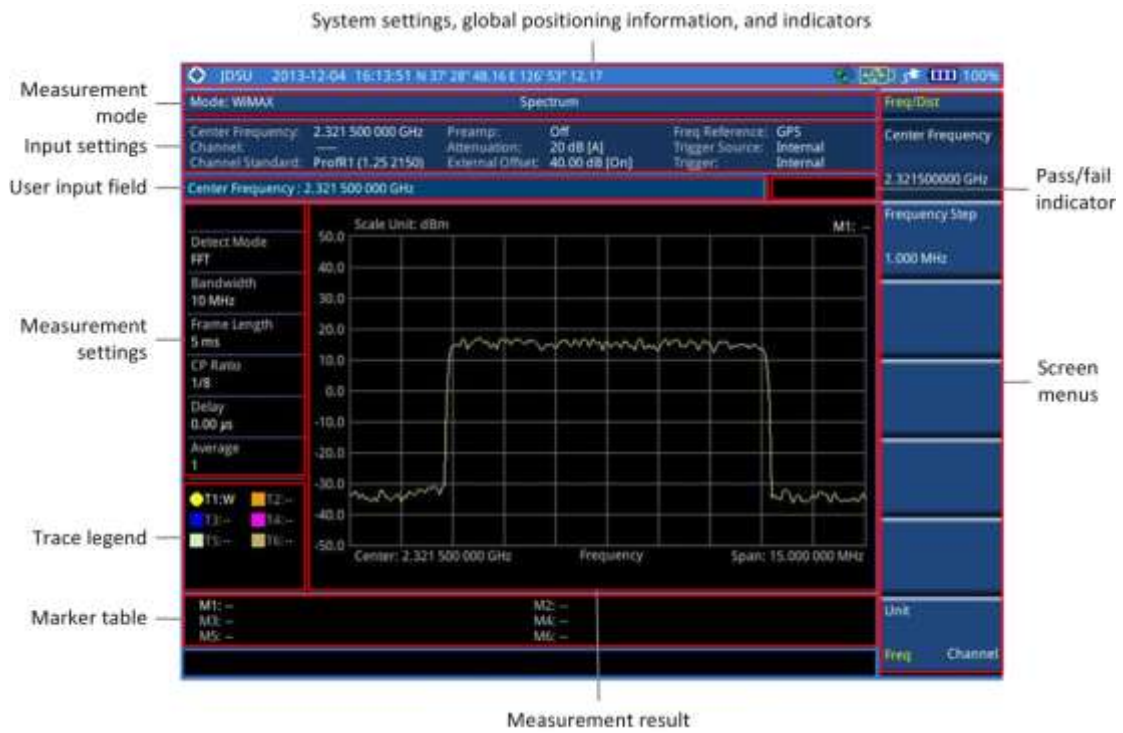 System settings, global positioning information, and indicators
JDSU 2013-12-04 16:13:51 N 37° 28" 48.16 E 126° 53" 12.17 100%
Measurement mode
Mode: WiMAX Spectrum
Freq/Dist
Input settings
Center Frequency: 2.321 500 000 GHz Preamp: Off Freq Reference: GPS
Channel: ---- Attenuation: 20 dB [A] Trigger Source: Internal
Channel Standard: Profil1 (1.25 2150) External Offset: 40.00 dB [On] Trigger: Internal
Center Frequency
2.321500000 GHz
User input field
Center Frequency : 2.321 500 000 GHz
Pass/fail indicator
Frequency Step
1.000 MHz
Measurement settings
Detect Mode
FFT
Bandwidth
10 MHz
Frame Length
5 ms
CP Ratio
1/8
Delay
0.00 µs
Average
1
Scale Unit: dBm M1: --
50.0
40.0
30.0
20.0
10.0
0.0
-10.0
-20.0
-30.0
-40.0
-50.0
Center: 2.321 500 000 GHz Frequency Span: 15.000 000 MHz
Screen menus
Trace legend
T1:W T2:--
T3:-- T4:--
T5:-- T6:--
Marker table
M1: -- M2: --
M3: -- M4: --
M5: -- M6: --
Unit
Freq Channel
Measurement result